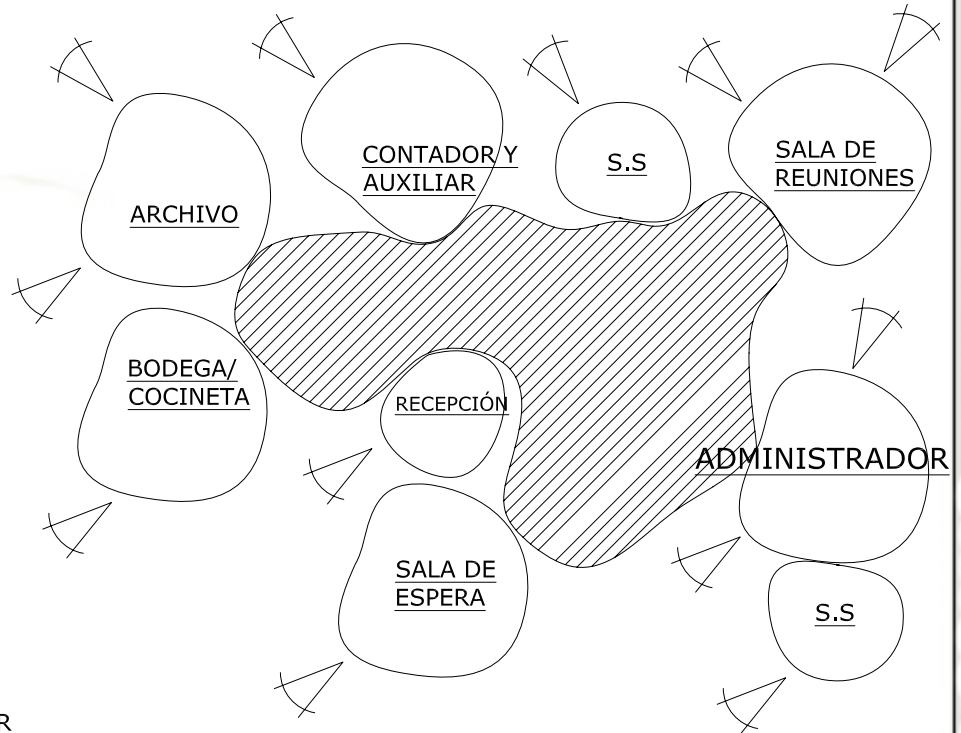 CONTADOR Y
AUXILIAR
S.S
SALA DE
REUNIONES
ARCHIVO
BODEGA/
COCINETA
RECEPCIÓN
ADMINISTRADOR
SALA DE
ESPERA
S.S
R